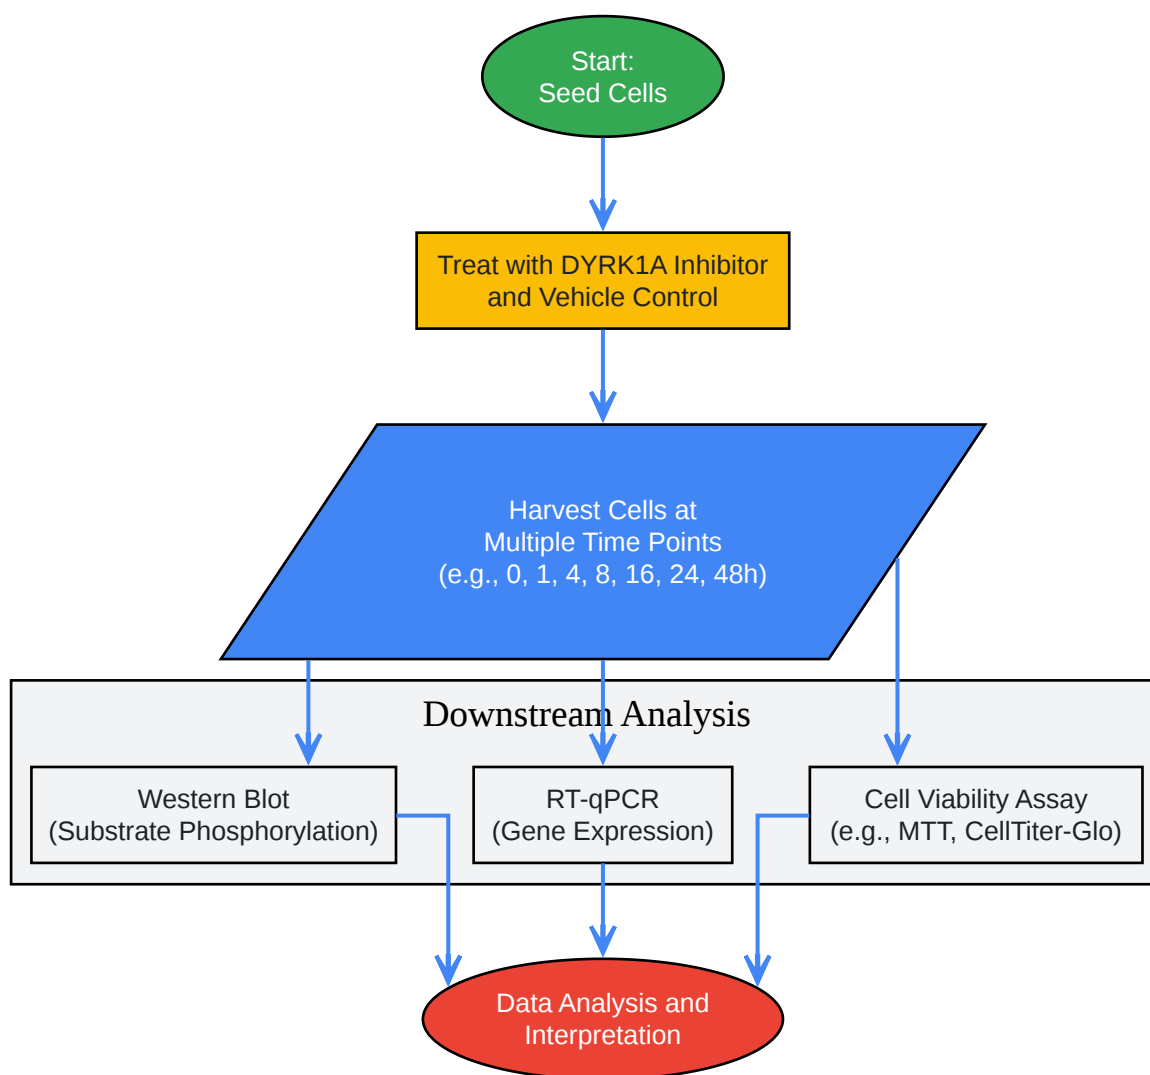 Start:
Seed Cells
Treat with DYRK1A Inhibitor
and Vehicle Control
Harvest Cells at
Multiple Time Points
(e.g., 0, 1, 4, 8, 16, 24, 48h)
Downstream Analysis
Western Blot
(Substrate Phosphorylation)
RT-qPCR
(Gene Expression)
Cell Viability Assay
(e.g., MTT, CellTiter-Glo)
Data Analysis and
Interpretation